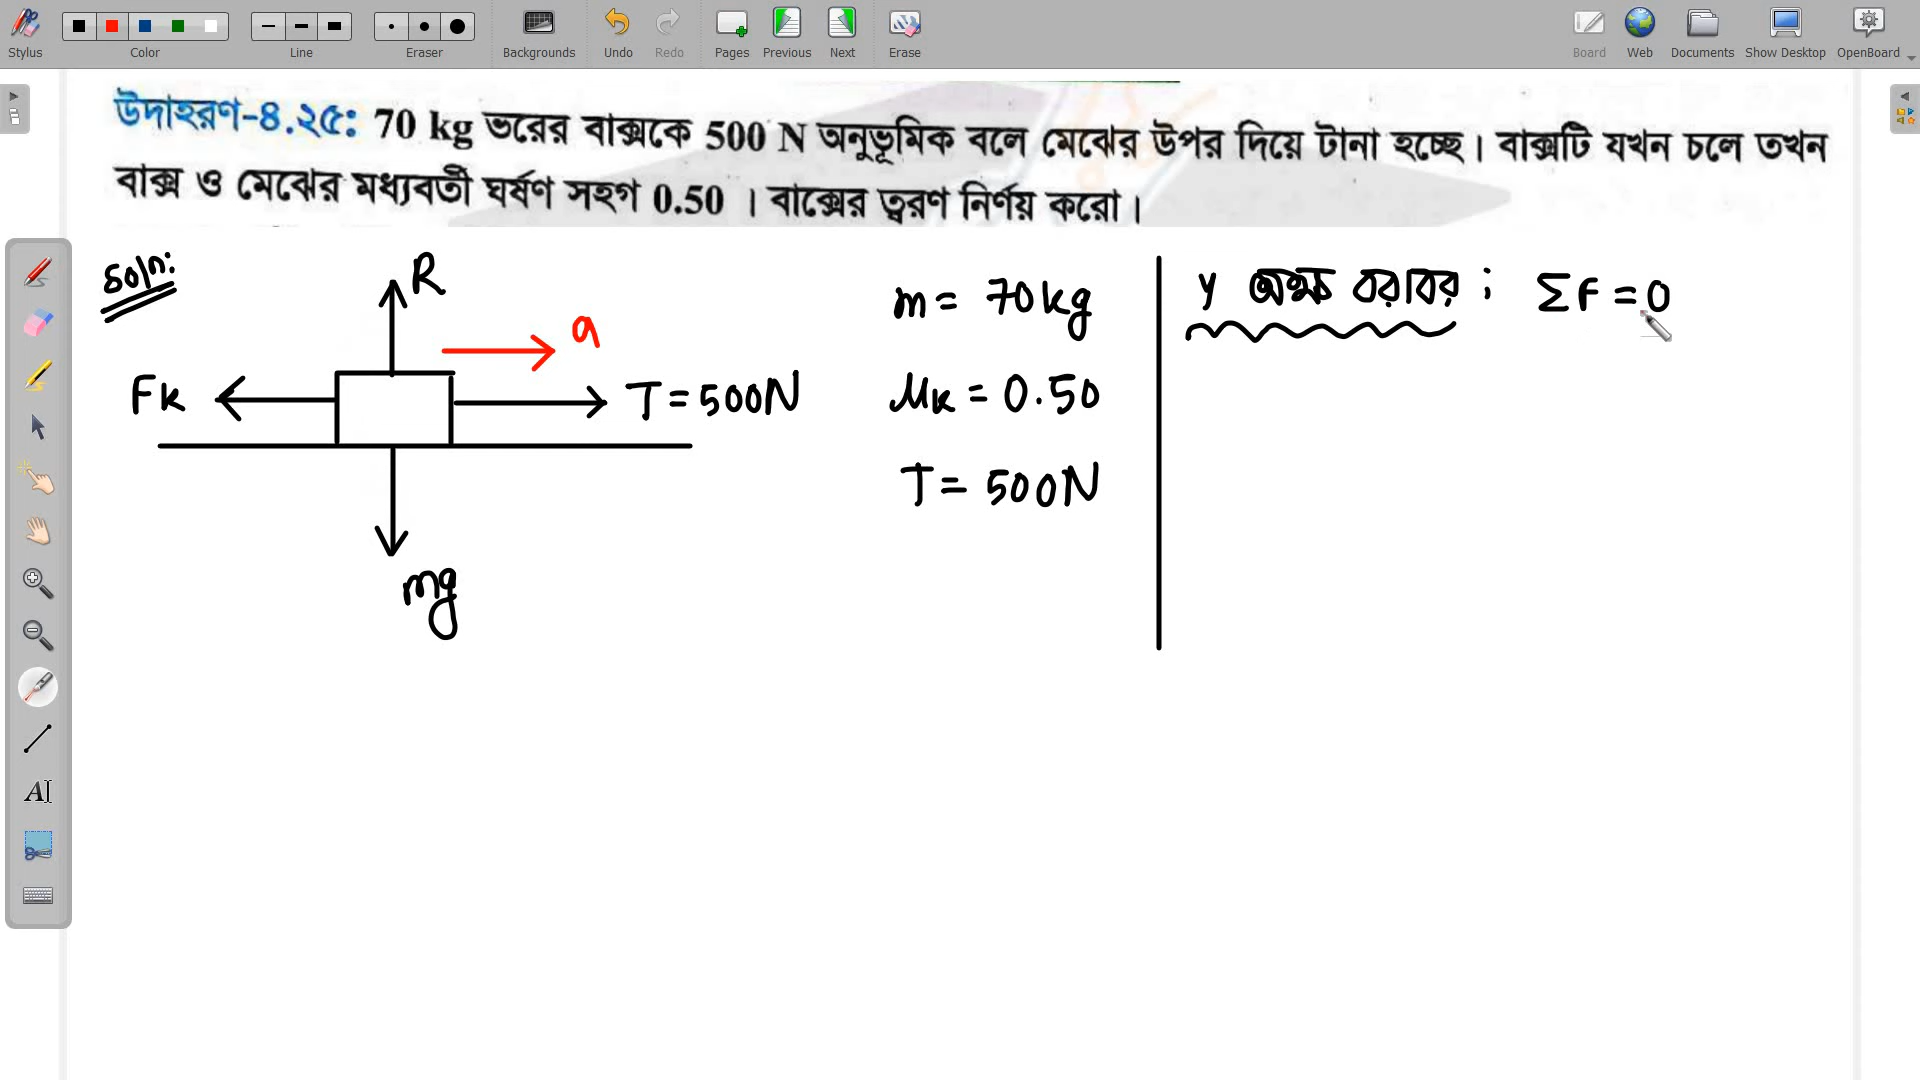 Stylus Color Line Eraser Backgrounds Undo Redo Pages Previous Next Erase Board Web Documents Show Desktop OpenBoard
উদাহরণ-৪.২৫: 70 kg ভরের বাক্সকে 500 N অনুভূমিক বলে মেঝের উপর দিয়ে টানা হচ্ছে। বাক্সটি যখন চলে তখন
বাক্স ও মেঝের মধ্যবর্তী ঘর্ষণ সহগ 0.50 । বাক্সের ত্বরণ নির্ণয় করো।
Soln:
R
a
Fk
T = 500N
mg
m = 70kg
μk = 0.50
T = 500N
y অক্ষ বরাবর ; ΣF = 0